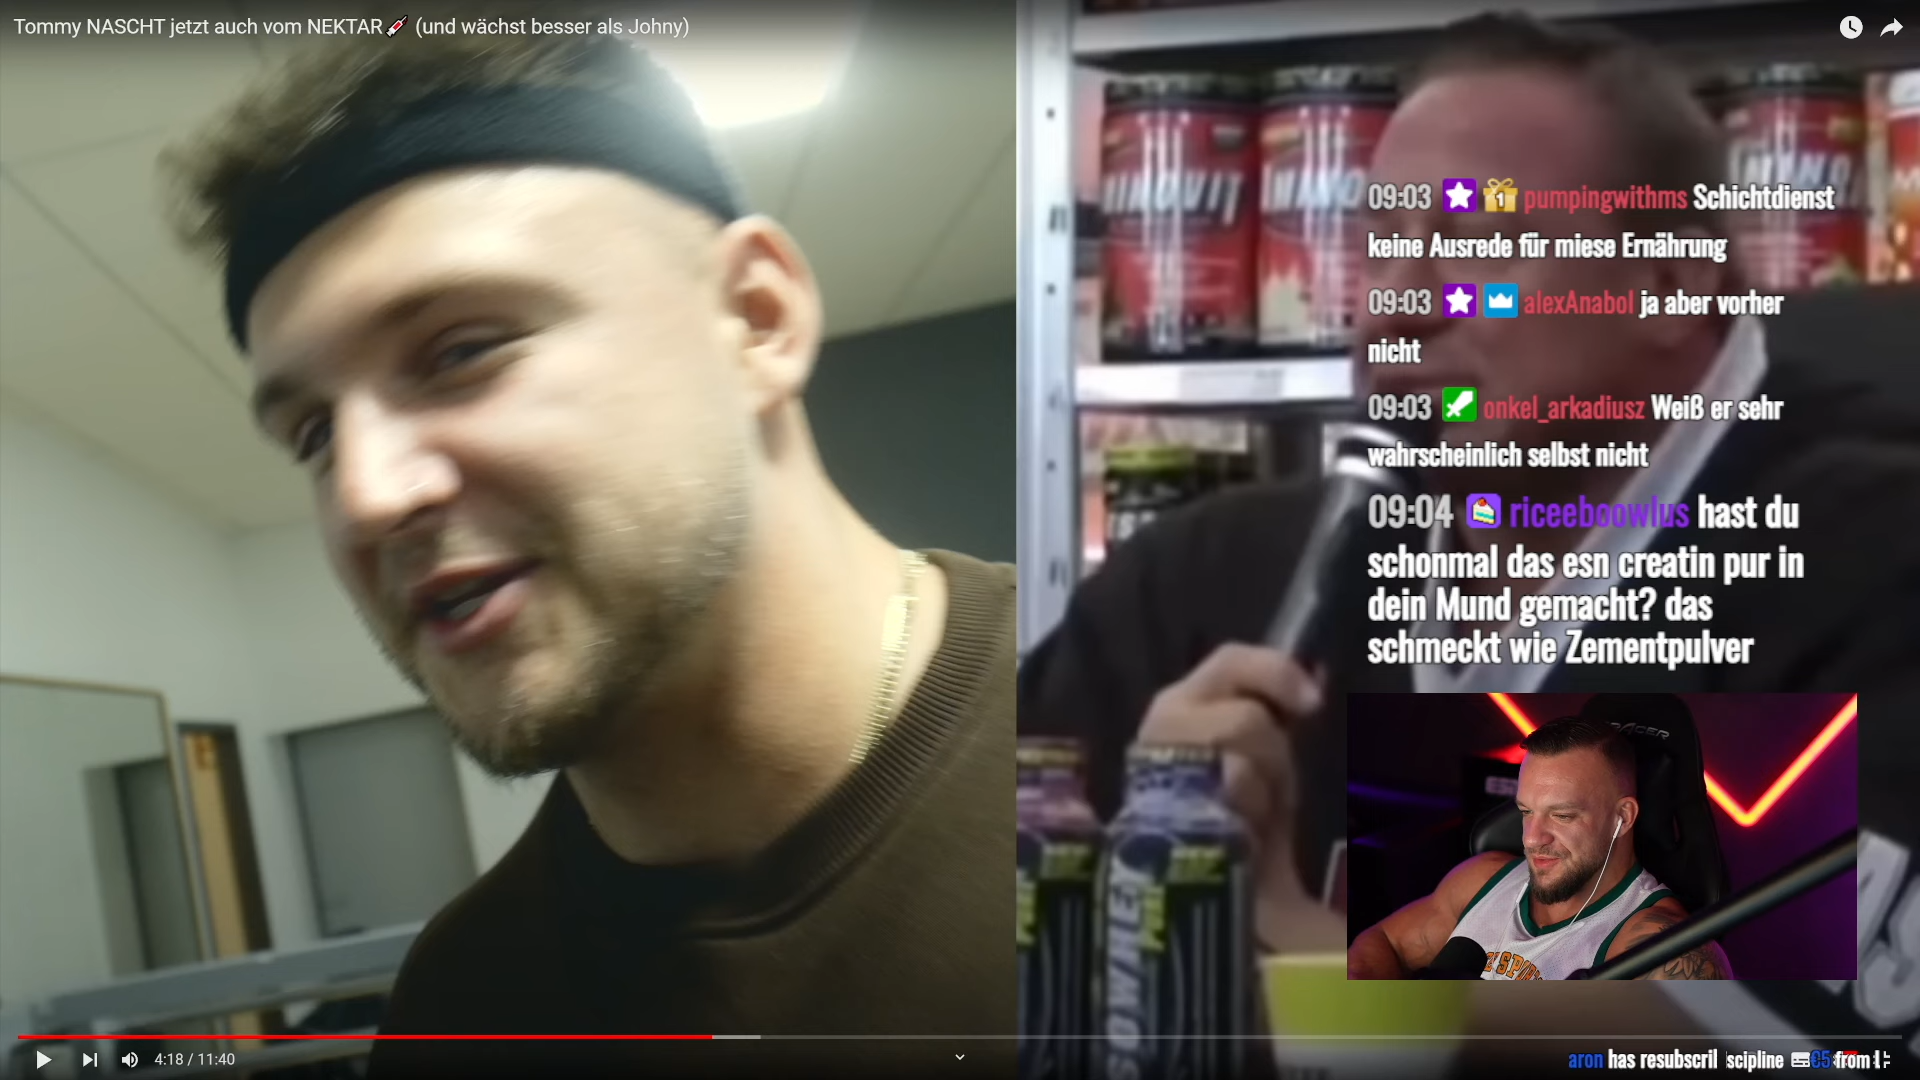 Tommy NASCHT jetzt auch vom NEKTAR (und wächst besser als Johny)
09:03 pumpingwithms Schichtdienst
keine Ausrede für miese Ernährung
09:03 alexAnabol ja aber vorher
nicht
09:03 onkel_arkadiusz Weiß er sehr
wahrscheinlich selbst nicht
09:04 riceeboowlus hast du
schonmal das esn creatin pur in
dein Mund gemacht? das
schmeckt wie Zementpulver
ISOWHEY
4:18 / 11:40
aron has resubscri
scipline
from